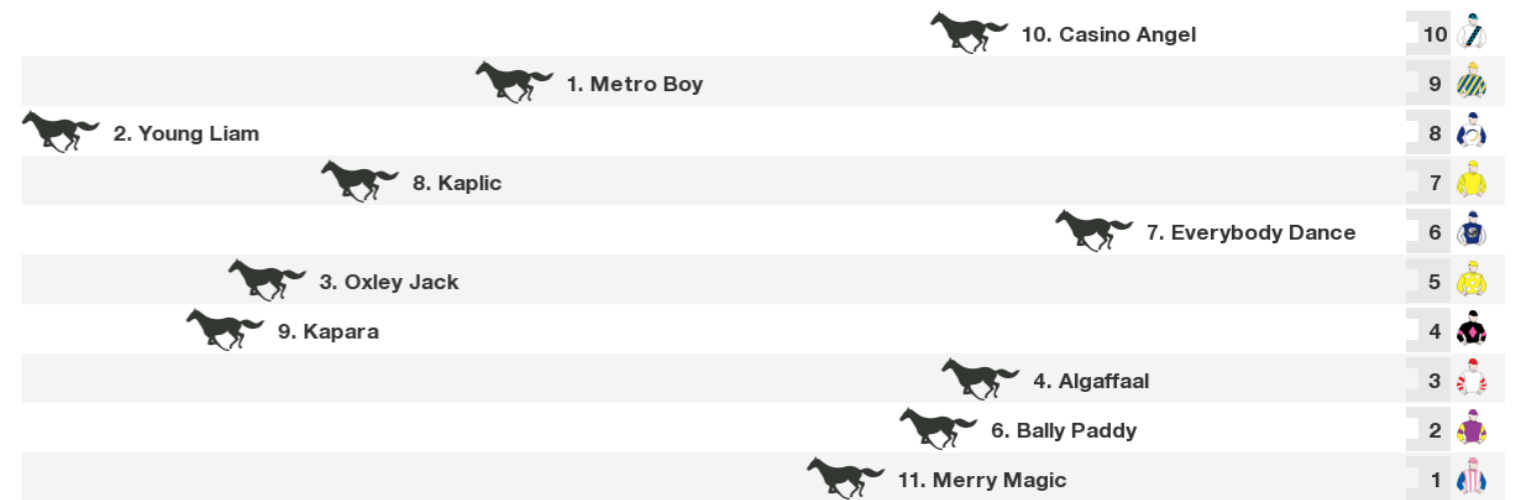 10. Casino Angel 10
1. Metro Boy 9
2. Young Liam 8
8. Kaplic 7
7. Everybody Dance 6
3. Oxley Jack 5
9. Kapara 4
4. Algaffaal 3
6. Bally Paddy 2
11. Merry Magic 1